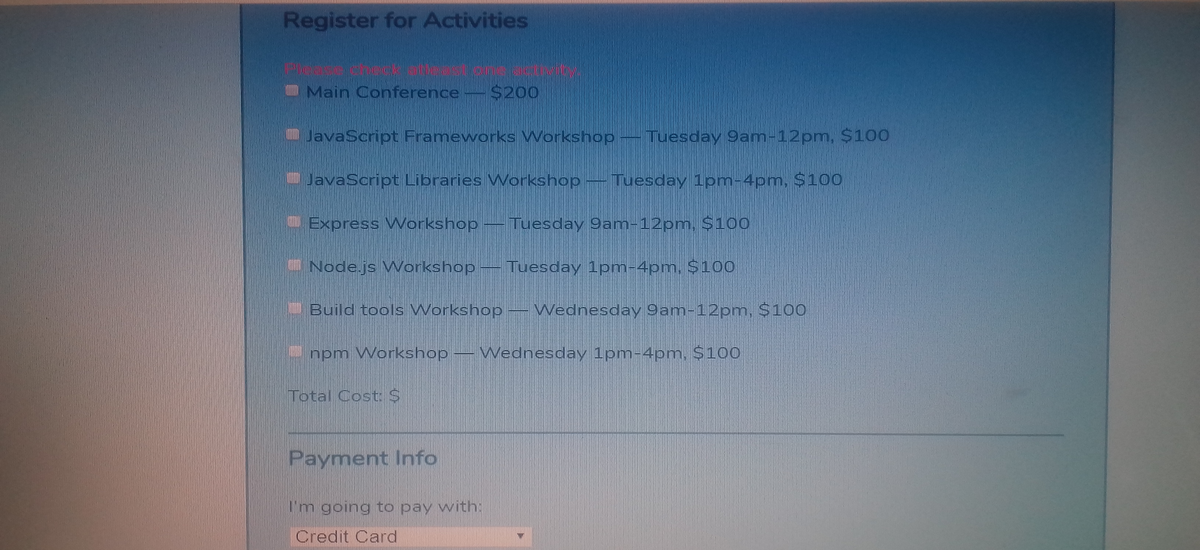 Register for Activities
Please check atleast one activity.
Main Conference — $200
JavaScript Frameworks Workshop — Tuesday 9am-12pm, $100
JavaScript Libraries Workshop — Tuesday 1pm-4pm, $100
Express Workshop — Tuesday 9am-12pm, $100
Node.js Workshop — Tuesday 1pm-4pm, $100
Build tools Workshop — Wednesday 9am-12pm, $100
npm Workshop — Wednesday 1pm-4pm, $100
Total Cost: $
Payment Info
I'm going to pay with:
Credit Card